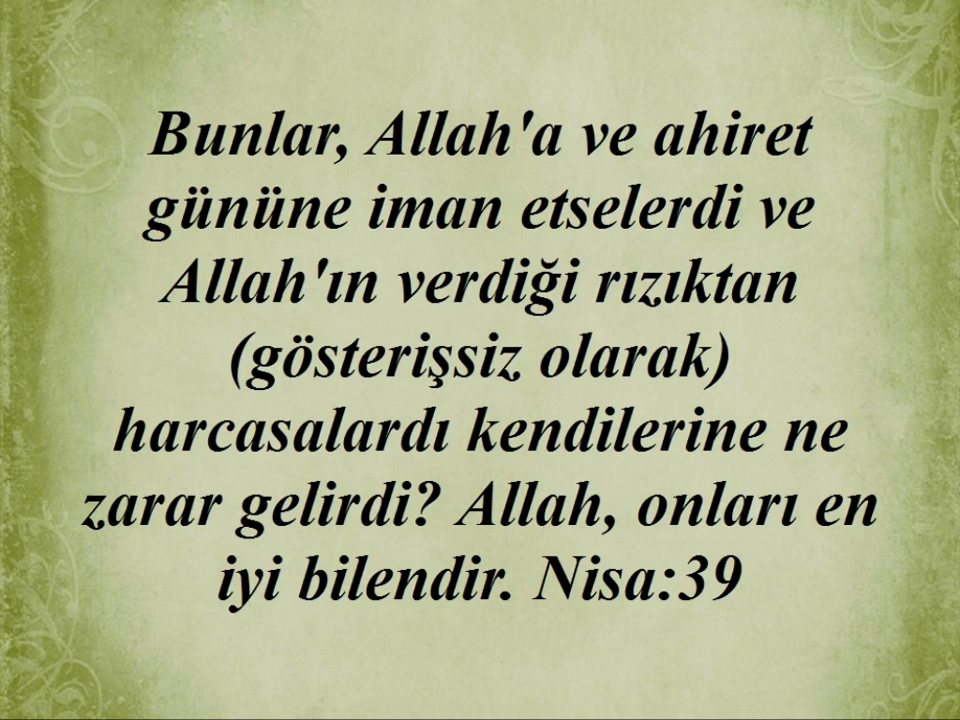 Bunlar, Allah'a ve ahiret
gününe iman etselerdi ve
Allah'ın verdiği rızıktan
(gösterişsiz olarak)
harcasalardı kendilerine ne
zarar gelirdi? Allah, onları en
iyi bilendir. Nisa:39